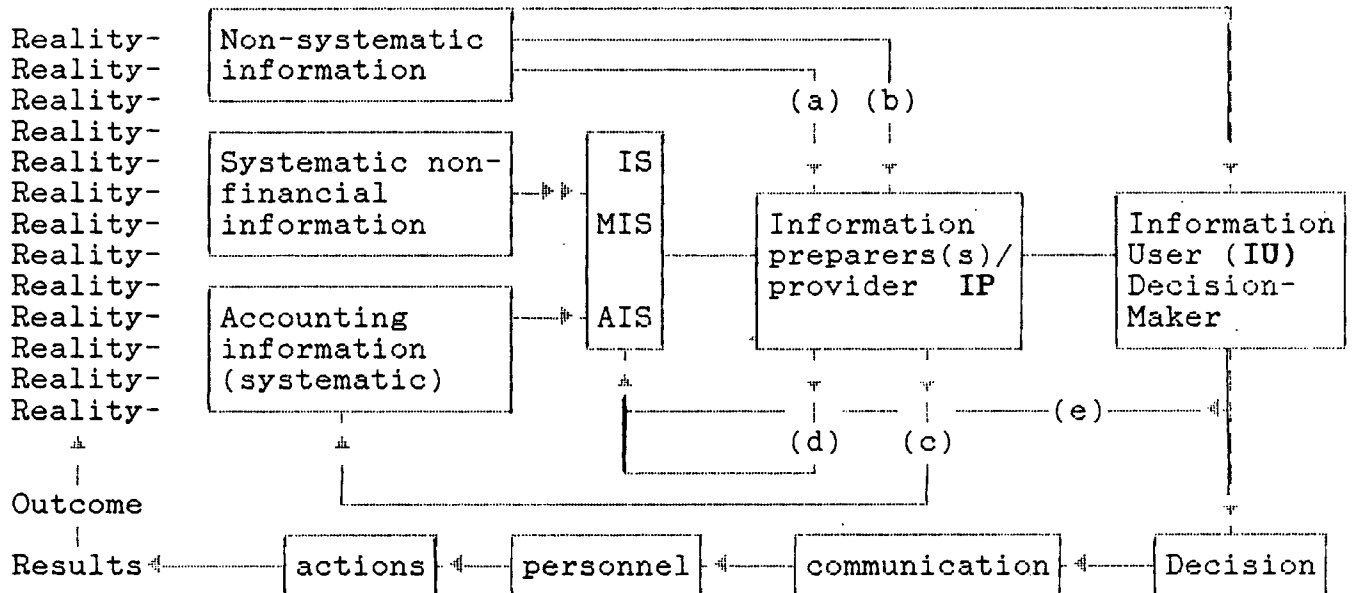 Reality-
Reality-
Reality-
Reality-
Reality-
Reality-
Reality-
Reality-
Reality-
Reality-
Reality-
Reality-
Reality-
Outcome
Results
Non-systematic
information
Systematic non-
financial
information
Accounting
information
(systematic)
IS
MIS
AIS
(a) (b)
Information
preparers(s)/
provider IP
Information
User (IU)
Decision-
Maker
(e)
(d) (c)
actions
personnel
communication
Decision